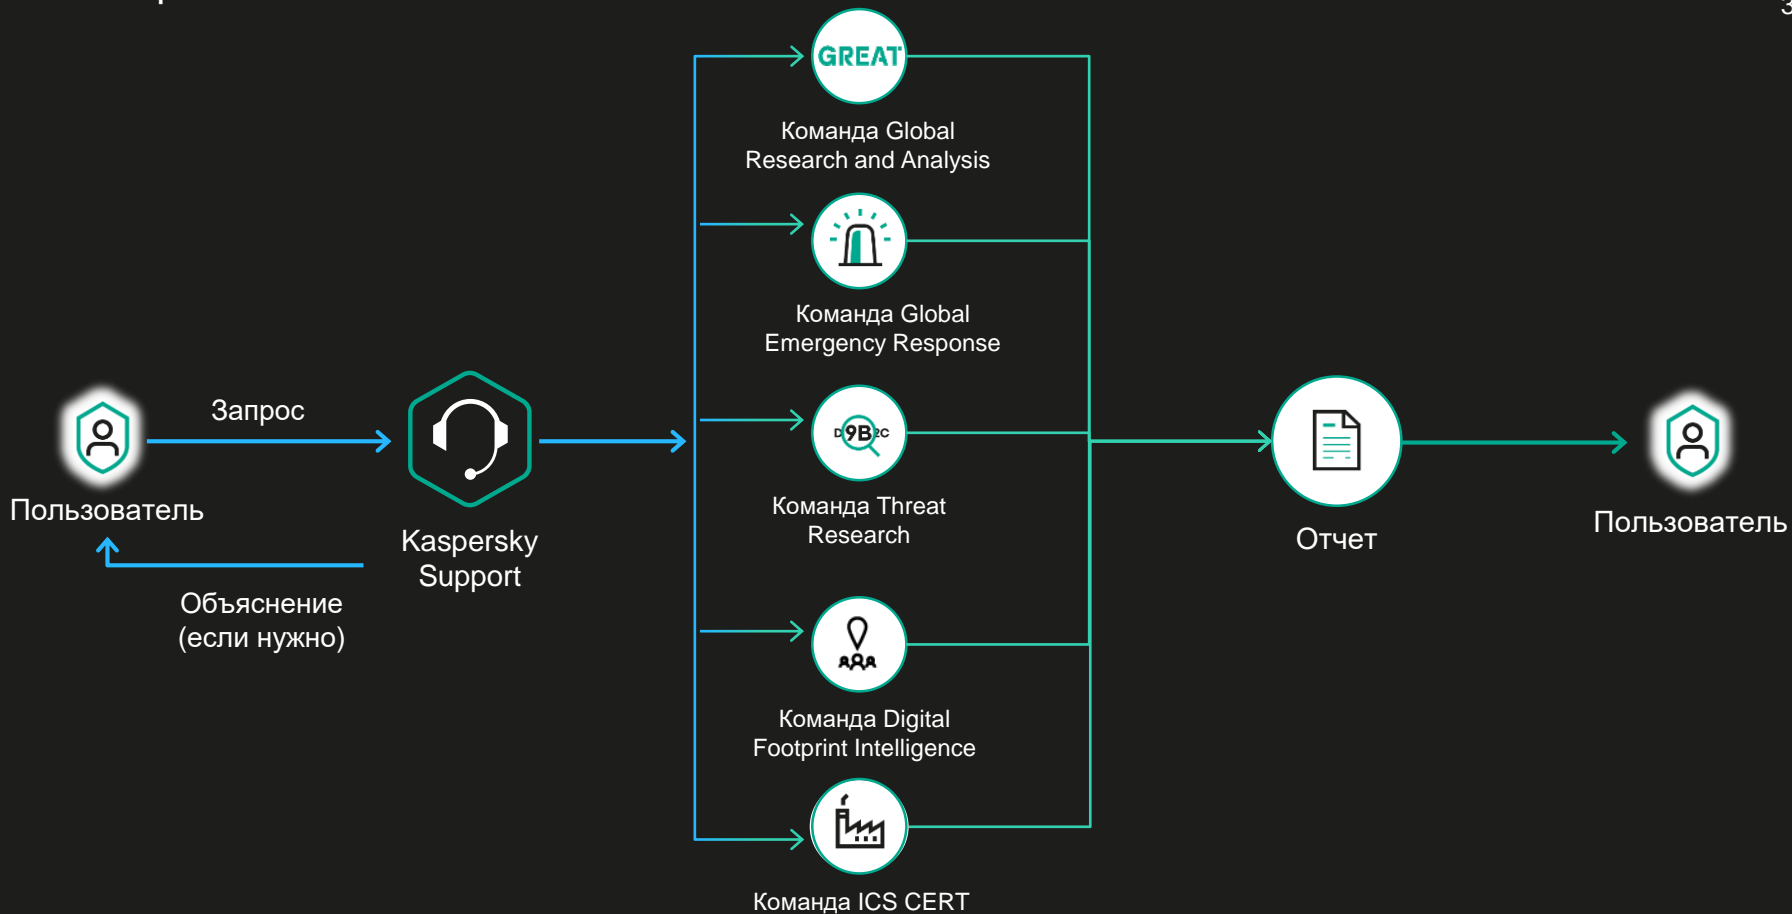 GREAT
Команда Global
Research and Analysis
Команда Global
Emergency Response
Запрос
Пользователь
Kaspersky
Support
Объяснение
(если нужно)
D9B2C
Команда Threat
Research
Команда Digital
Footprint Intelligence
Команда ICS CERT
Отчет
Пользователь